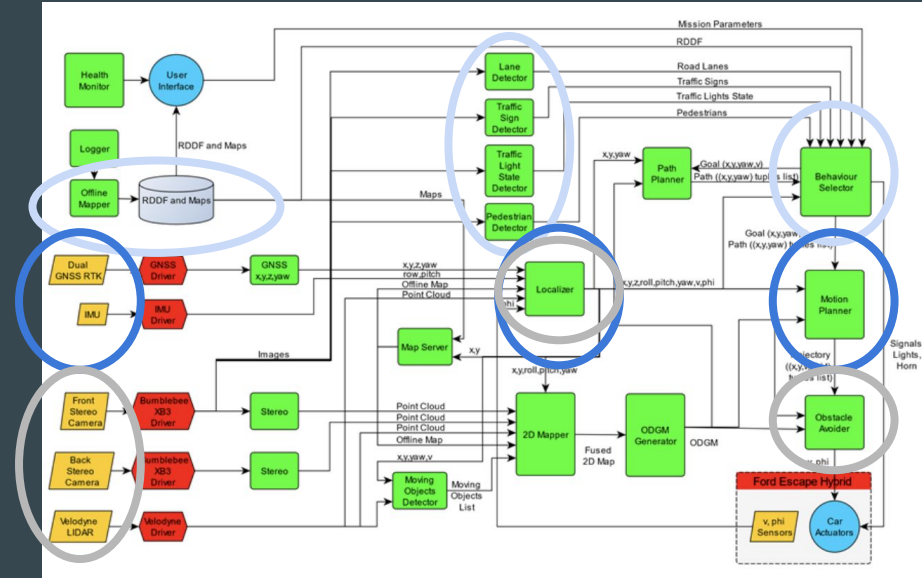 Mission Parameters
RDDF
Health
Monitor
User
Interface
Lane
Detector
Road Lanes
Traffic Signs
Traffic Lights State
Traffic
Sign
Detector
Pedestrians
Logger
RDDF and Maps
Traffic
Light
State
Detector
x,y,yaw
Path
Planner
Goal (x,y,yaw,v)
Path ((x,y,yaw) tuples list)
Behaviour
Selector
Offline
Mapper
RDDF and Maps
Maps
Pedestrian
Detector
Goal (x,y,yaw,
Path ((x,y,yaw) tuples list)
Dual
GNSS RTK
GNSS
Driver
GNSS
x,y,z,yaw
x,y,z,yaw
row,pitch
Offline Map
Point Cloud
phi
Localizer
x,y,z,roll,pitch,yaw,v,phi
Motion
Planner
IMU
IMU
Driver
Map Server
x,y
x,y,roll,pitch,yaw
Images
Trajectory
((x,y,
tuples list)
Signals,
Lights,
Horn
Front
Stereo
Camera
Bumblebee
XB3
Driver
Stereo
Point Cloud
Point Cloud
Point Cloud
Offline Map
2D Mapper
Fused
2D Map
ODGM
Generator
ODGM
Obstacle
Avoider
phi
Back
Stereo
Camera
Bumblebee
XB3
Driver
Stereo
x,y,yaw,v
Moving
Objects
Detector
Moving
Objects
List
Velodyne
LIDAR
Velodyne
Driver
Ford Escape Hybrid
v, phi
Sensors
Car
Actuators